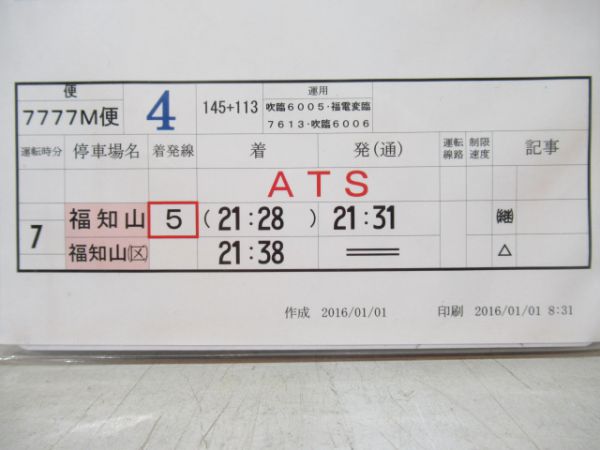 便 運用
7777M便 4 145+113 吹臨6005・福電変臨
7613・吹臨6006
運転時分 停車場名 着発線 着 発(通) 運転線路 制限速度 記事
ATS
7 福知山 5 (21:28 ) 21:31
福知山㋐ 21:38 ══ △
作成 2016/01/01 印刷 2016/01/01 8:31